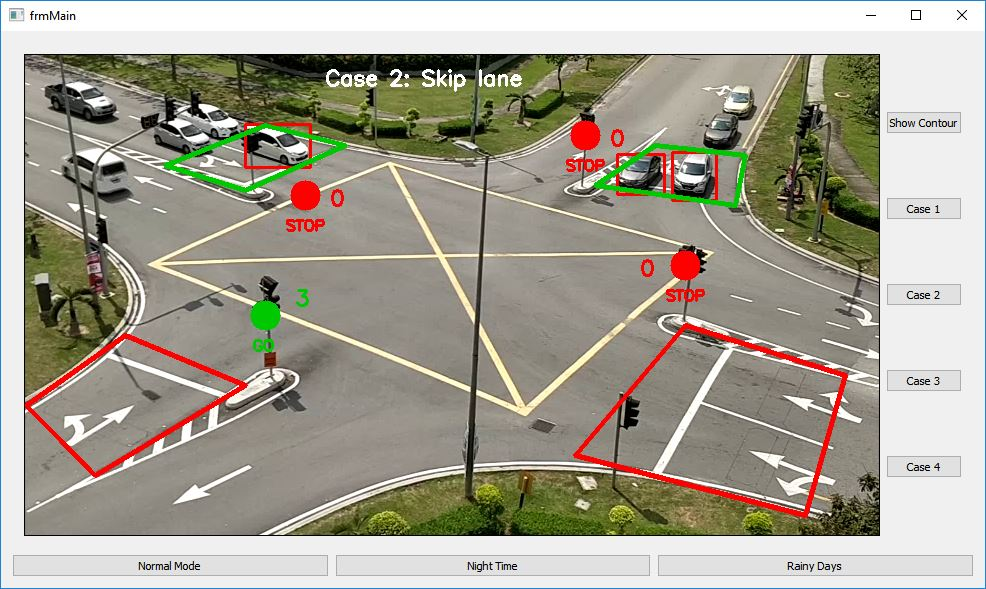 frmMain
Case 2: Skip lane
0
STOP
0
STOP
0
STOP
3
GO
Show Contour
Case 1
Case 2
Case 3
Case 4
Normal Mode
Night Time
Rainy Days